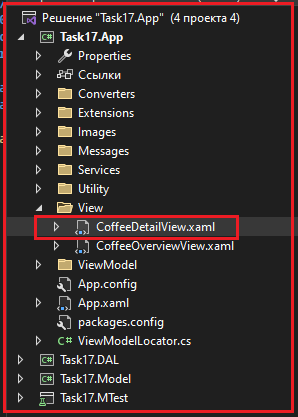 Решение "Task17.App" (4 проекта 4)
Task17.App
Properties
Ссылки
Converters
Extensions
Images
Messages
Services
Utility
View
CoffeeDetailView.xaml
CoffeeOverviewView.xaml
ViewModel
App.config
App.xaml
packages.config
ViewModelLocator.cs
Task17.DAL
Task17.Model
Task17.MTest